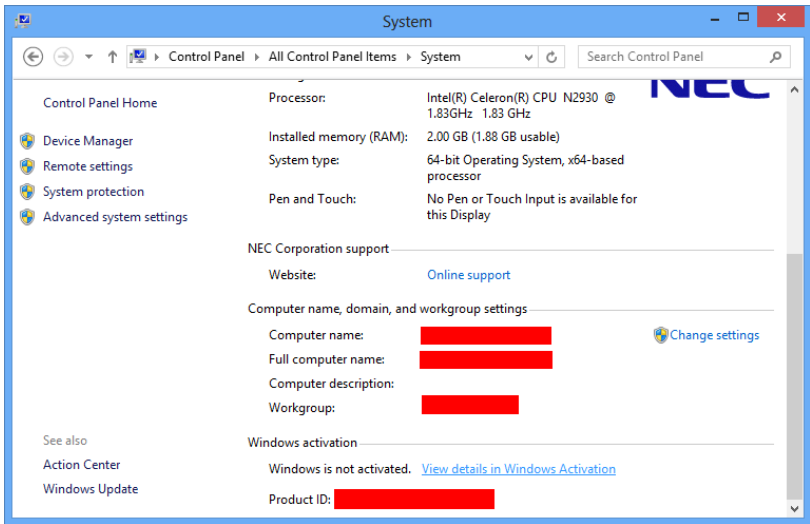 System
Control Panel All Control Panel Items System Search Control Panel
Control Panel Home
Device Manager
Remote settings
System protection
Advanced system settings
See also
Action Center
Windows Update
NEC
Processor: Intel(R) Celeron(R) CPU N2930 @
1.83GHz 1.83 GHz
Installed memory (RAM): 2.00 GB (1.88 GB usable)
System type: 64-bit Operating System, x64-based
processor
Pen and Touch: No Pen or Touch Input is available for
this Display
NEC Corporation support
Website: Online support
Computer name, domain, and workgroup settings
Computer name: Change settings
Full computer name:
Computer description:
Workgroup:
Windows activation
Windows is not activated. View details in Windows Activation
Product ID: